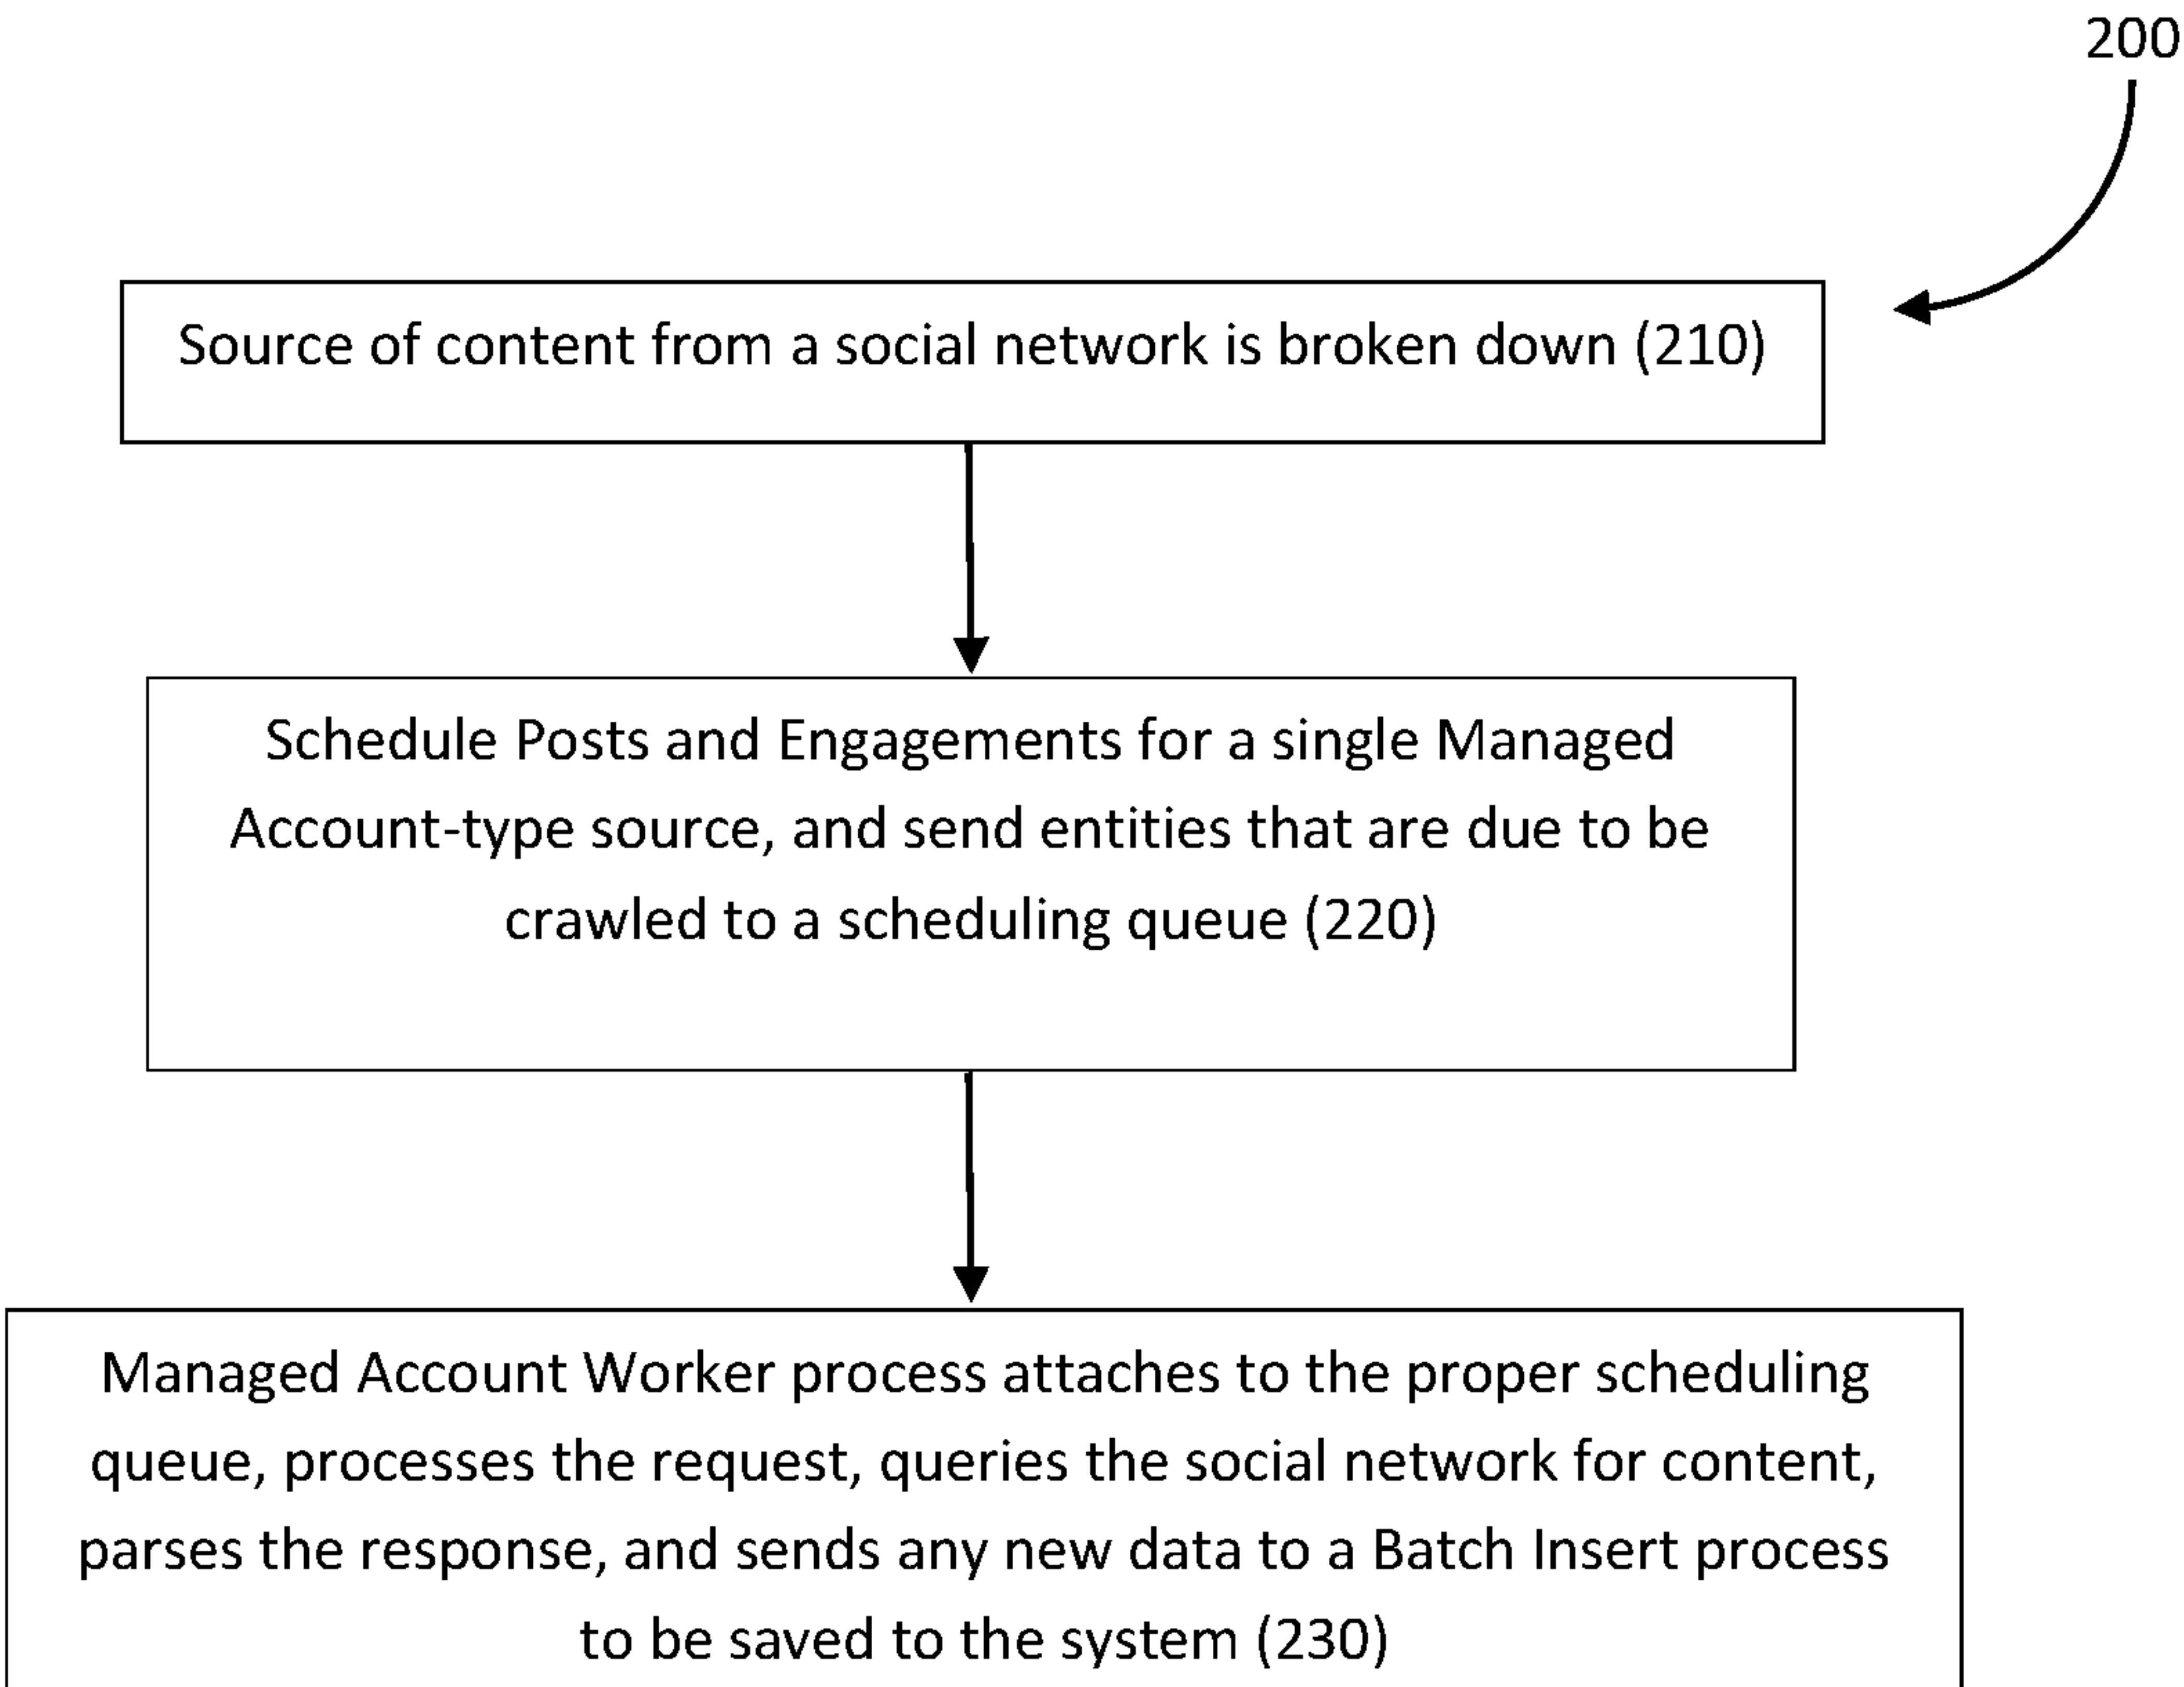 200
Source of content from a social network is broken down (210)
Schedule Posts and Engagements for a single Managed
Account-type source, and send entities that are due to be
crawled to a scheduling queue (220)
Managed Account Worker process attaches to the proper scheduling
queue, processes the request, queries the social network for content,
parses the response, and sends any new data to a Batch Insert process
to be saved to the system (230)